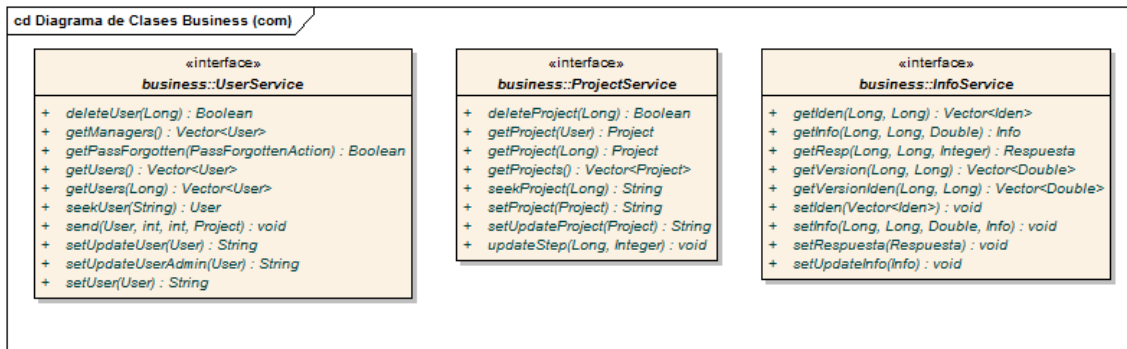 cd Diagrama de Clases Business (com)
«interface»
business::UserService
+ deleteUser(Long) : Boolean
+ getManagers() : Vector<User>
+ getPassForgotten(PassForgottenAction) : Boolean
+ getUsers() : Vector<User>
+ getUsers(Long) : Vector<User>
+ seekUser(String) : User
+ send(User, int, int, Project) : void
+ setUpdateUser(User) : String
+ setUpdateUserAdmin(User) : String
+ setUser(User) : String
«interface»
business::ProjectService
+ deleteProject(Long) : Boolean
+ getProject(User) : Project
+ getProject(Long) : Project
+ getProjects() : Vector<Project>
+ seekProject(Long) : String
+ setProject(Project) : String
+ setUpdateProject(Project) : String
+ updateStep(Long, Integer) : void
«interface»
business::InfoService
+ getIden(Long, Long) : Vector<Iden>
+ getInfo(Long, Long, Double) : Info
+ getResp(Long, Long, Integer) : Respuesta
+ getVersion(Long, Long) : Vector<Double>
+ getVersionIden(Long, Long) : Vector<Double>
+ setIden(Vector<Iden>) : void
+ setInfo(Long, Long, Double, Info) : void
+ setRespuesta(Respuesta) : void
+ setUpdateInfo(Info) : void